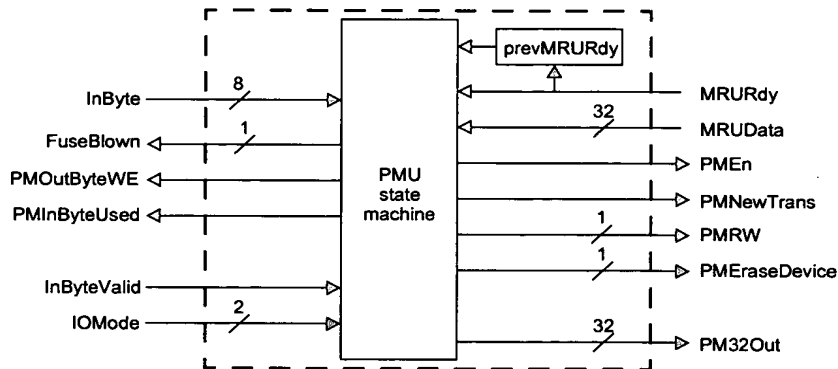 prevMRURdy
8
InByte
MRURdy
32
MRUData
1
FuseBlown
PMU
state
machine
PMEn
PMOutByteWE
PMNewTrans
PMInByteUsed
1
PMRW
1
PMEraseDevice
InByteValid
2
IOMode
32
PM32Out